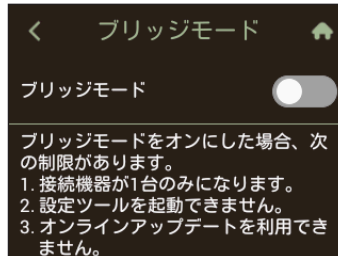 ブリッジモード
ブリッジモード
ブリッジモードをオンにした場合、次
の制限があります。
1. 接続機器が1台のみになります。
2. 設定ツールを起動できません。
3. オンラインアップデートを利用でき
ません。